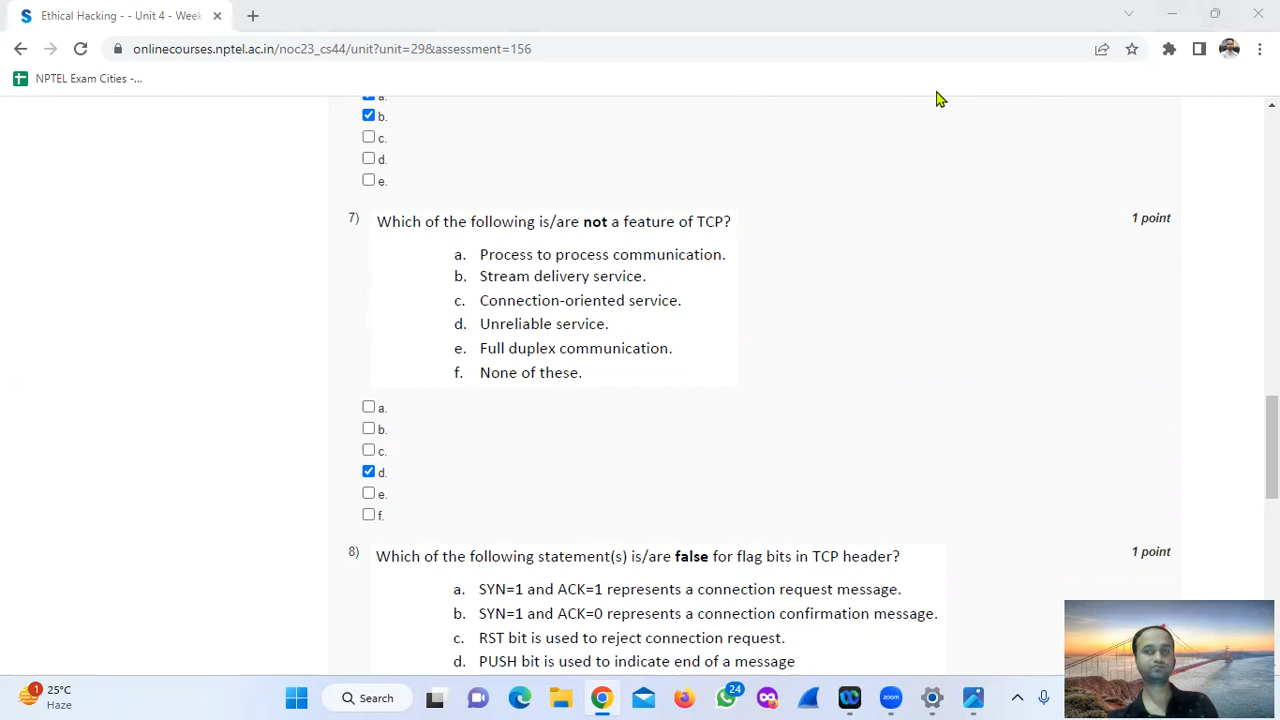 Ethical Hacking - - Unit 4 - Week
onlinecourses.nptel.ac.in/noc23_cs44/unit?unit=29&assessment=156
NPTEL Exam Cities -...
a.
b.
c.
d.
e.
7) Which of the following is/are not a feature of TCP? 1 point
a. Process to process communication.
b. Stream delivery service.
c. Connection-oriented service.
d. Unreliable service.
e. Full duplex communication.
f. None of these.
a.
b.
c.
d.
e.
f.
8) Which of the following statement(s) is/are false for flag bits in TCP header? 1 point
a. SYN=1 and ACK=1 represents a connection request message.
b. SYN=1 and ACK=0 represents a connection confirmation message.
c. RST bit is used to reject connection request.
d. PUSH bit is used to indicate end of a message
1
25°C
Haze
Search
24
zoom